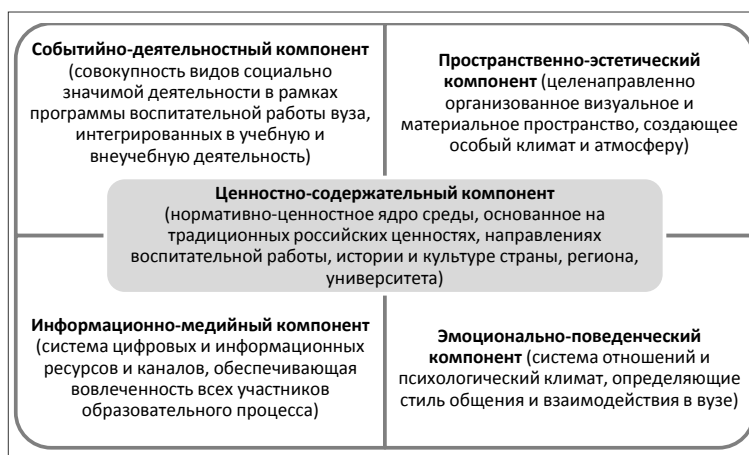 Событийно-деятельностный компонент
(совокупность видов социально
значимой деятельности в рамках
программы воспитательной работы вуза,
интегрированных в учебную и
внеучебную деятельность)
Пространственно-эстетический
компонент (целенаправленно
организованное визуальное и
материальное пространство, создающее
особый климат и атмосферу)
Ценностно-содержательный компонент
(нормативно-ценностное ядро среды, основанное на
традиционных российских ценностях, направлениях
воспитательной работы, истории и культуре страны, региона,
университета)
Информационно-медийный компонент
(система цифровых и информационных
ресурсов и каналов, обеспечивающая
вовлеченность всех участников
образовательного процесса)
Эмоционально-поведенческий
компонент (система отношений и
психологический климат, определяющие
стиль общения и взаимодействия в вузе)